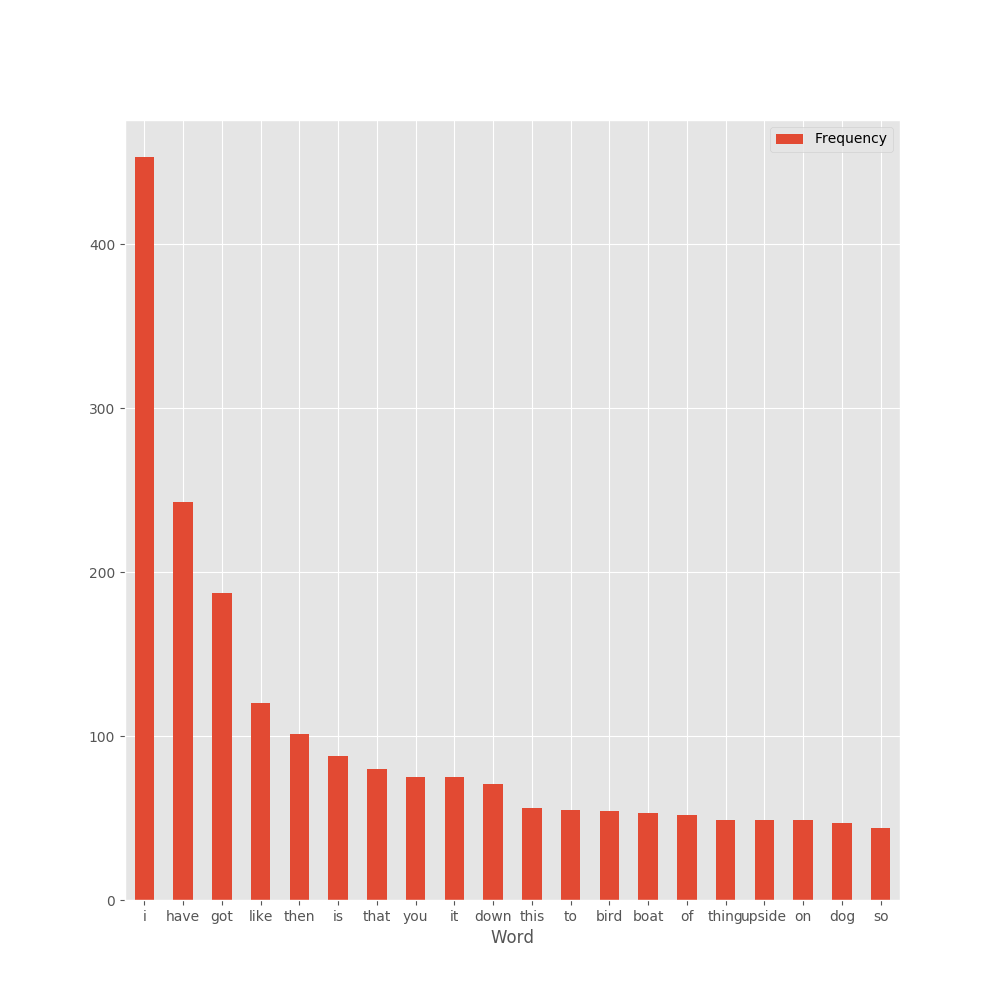 Frequency
400
300
200
100
0
i have got like then is that you it down this to bird boat of thing upside on dog so
Word